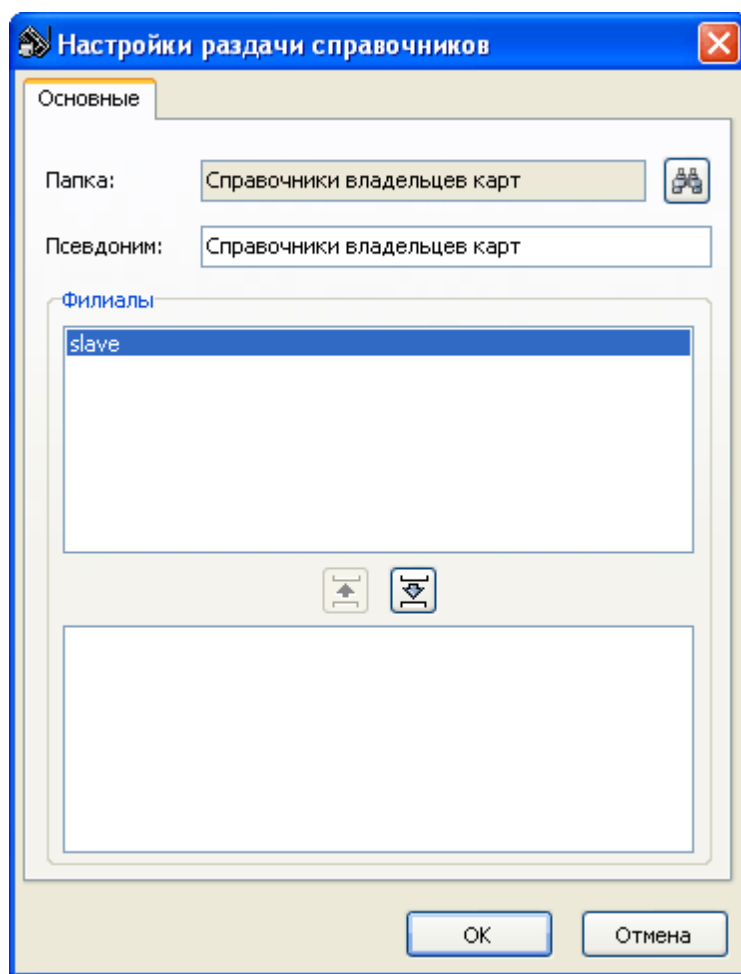 Настройки раздачи справочников
Основные
Папка: Справочники владельцев карт
Псевдоним: Справочники владельцев карт
Филиалы
slave
OK Отмена